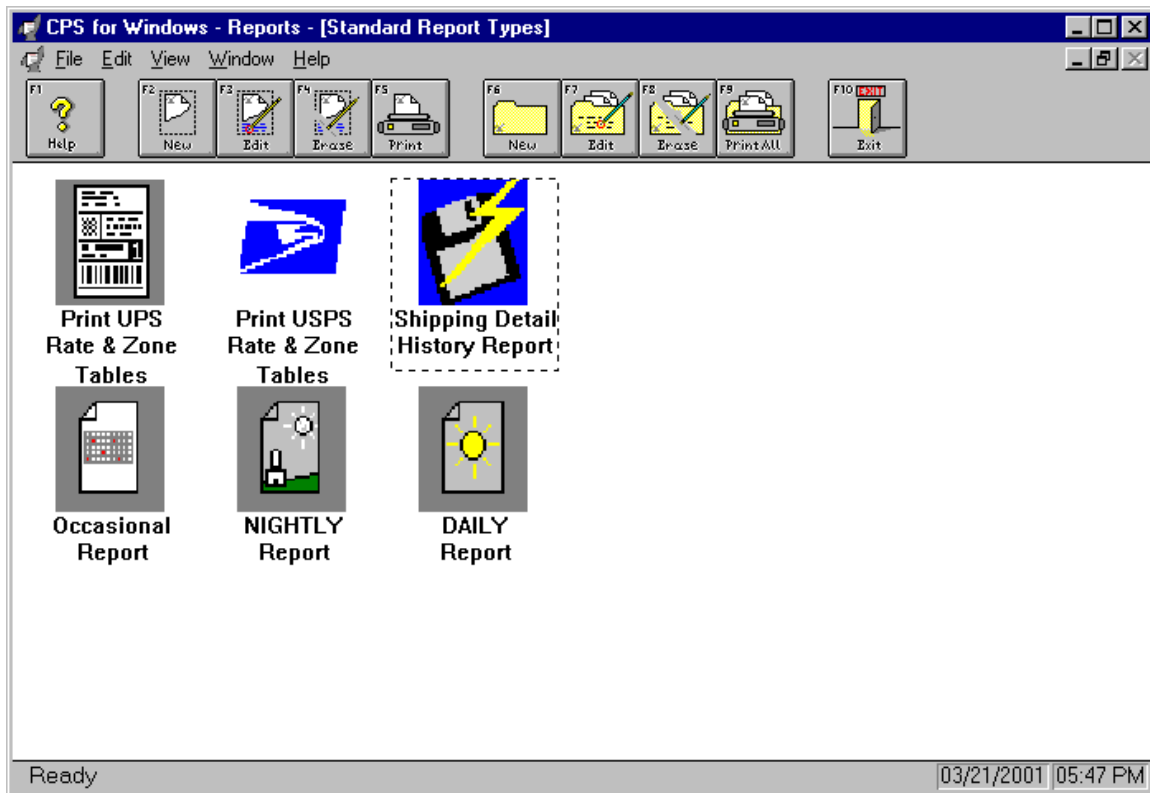 CPS for Windows - Reports - [Standard Report Types]
File Edit View Window Help
F1 F2 F3 F4 F5 F6 F7 F8 F9 F10 EXIT
Help New Edit Erase Print New Edit Erase Print All Exit
Print UPS Print USPS Shipping Detail
Rate & Zone Rate & Zone History Report
Tables Tables
Occasional NIGHTLY DAILY
Report Report Report
Ready 03/21/2001 05:47 PM